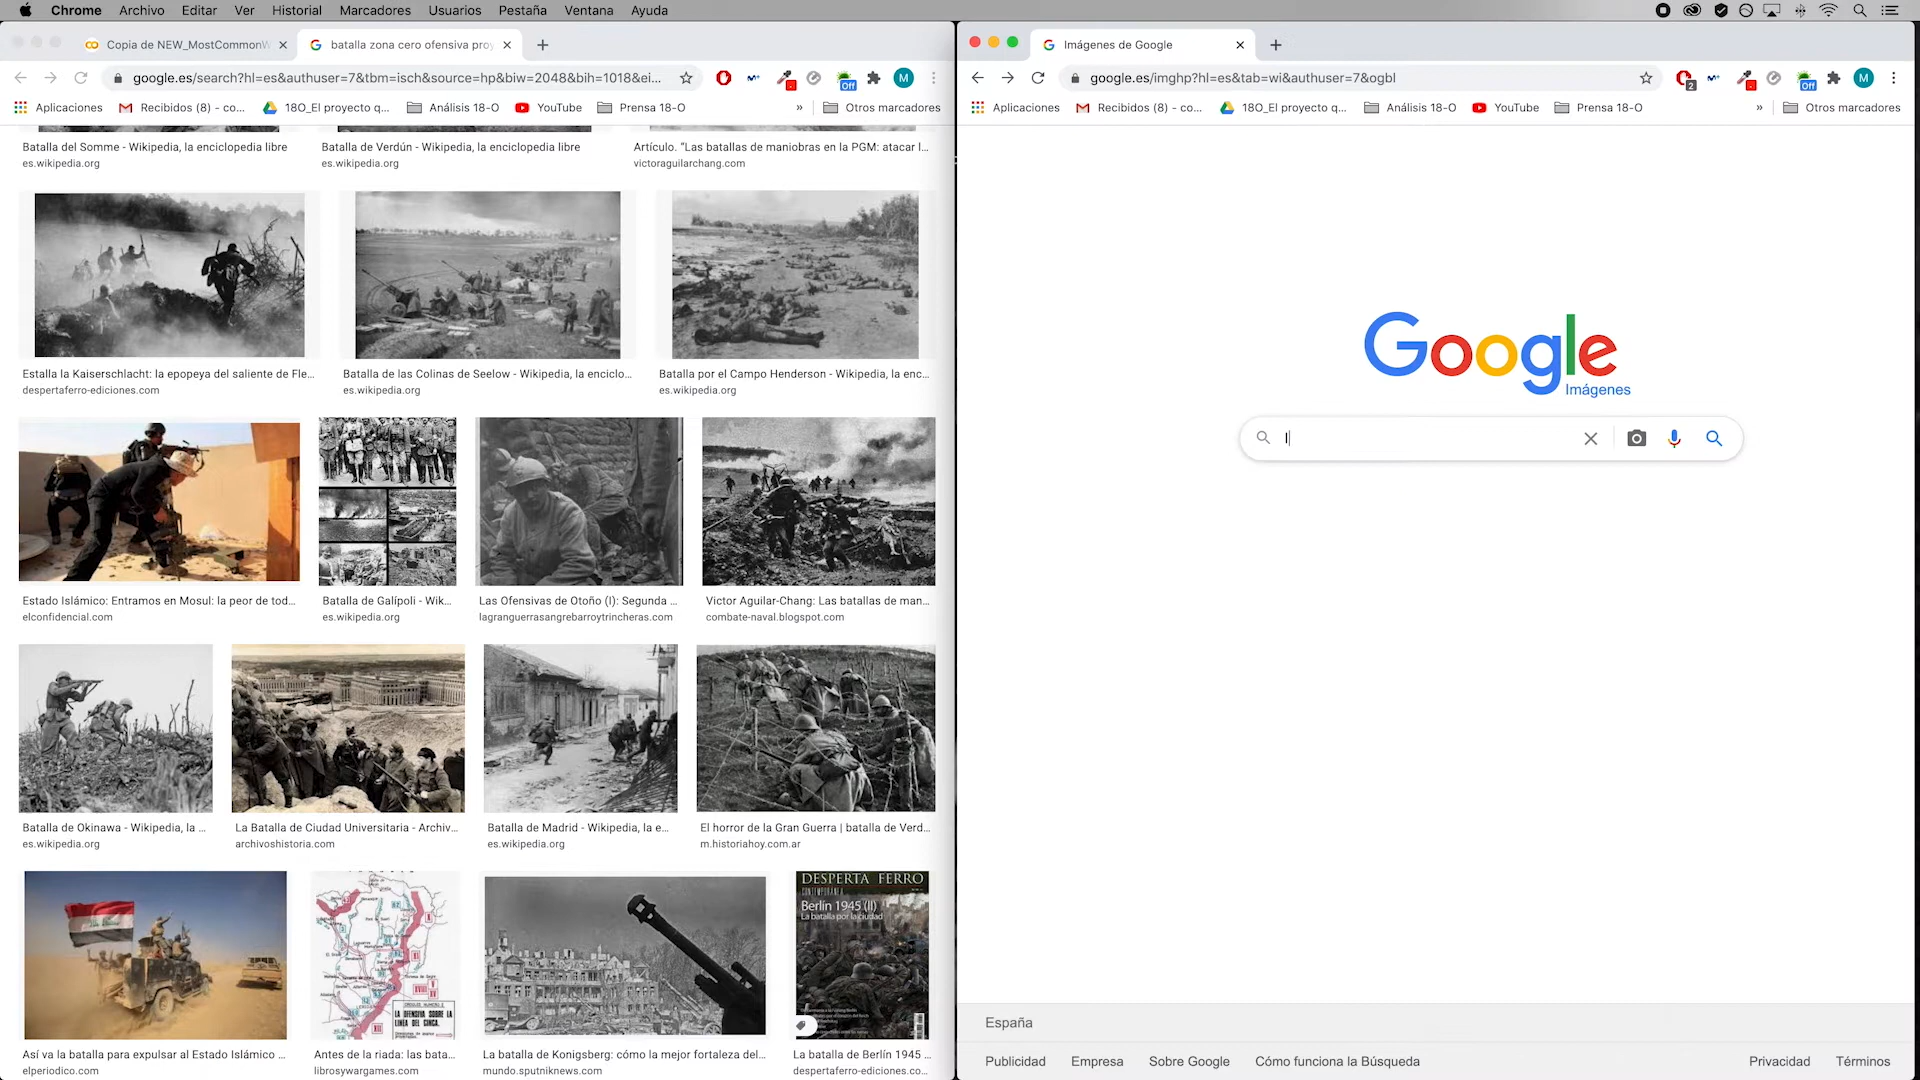 Chrome Archivo Editar Ver Historial Marcadores Usuarios Pestaña Ventana Ayuda
Copia de NEW_MostCommonW
batalla zona cero ofensiva proy
google.es/search?hl=es&authuser=7&tbm=isch&source=hp&biw=2048&bih=1018&ei...
Off
M
Aplicaciones
Recibidos (8) - co...
18O_El proyecto q...
Análisis 18-O
YouTube
Prensa 18-O
»
Otros marcadores
Batalla del Somme - Wikipedia, la enciclopedia libre
es.wikipedia.org
Batalla de Verdún - Wikipedia, la enciclopedia libre
es.wikipedia.org
Artículo. “Las batallas de maniobras en la PGM: atacar l...
victoraguilarchang.com
Estalla la Kaiserschlacht: la epopeya del saliente de Fle...
despertaferro-ediciones.com
Batalla de las Colinas de Seelow - Wikipedia, la enciclo...
es.wikipedia.org
Batalla por el Campo Henderson - Wikipedia, la enc...
es.wikipedia.org
Estado Islámico: Entramos en Mosul: la peor de tod...
elconfidencial.com
Batalla de Galípoli - Wik...
es.wikipedia.org
Las Ofensivas de Otoño (I): Segunda ...
lagranguerrasangrebarroytrincheras.com
Victor Aguilar-Chang: Las batallas de man...
combate-naval.blogspot.com
Batalla de Okinawa - Wikipedia, la ...
es.wikipedia.org
La Batalla de Ciudad Universitaria - Archiv...
archivoshistoria.com
Batalla de Madrid - Wikipedia, la e...
es.wikipedia.org
El horror de la Gran Guerra | batalla de Verd...
m.historiahoy.com.ar
LA OFENSIVA SOBRE LA
LINEA DEL CINCA.
DESPERTA FERRO
CONTEMPORÁNEA
Berlín 1945 (II)
La batalla por la ciudad
Así va la batalla para expulsar al Estado Islámico ...
elperiodico.com
Antes de la riada: las bata...
librosywargames.com
La batalla de Konigsberg: cómo la mejor fortaleza del...
mundo.sputniknews.com
La batalla de Berlín 1945 ...
despertaferro-ediciones.co...
Imágenes de Google
google.es/imghp?hl=es&tab=wi&authuser=7&ogbl
2
Off
M
Aplicaciones
Recibidos (8) - co...
18O_El proyecto q...
Análisis 18-O
YouTube
Prensa 18-O
»
Otros marcadores
Google
Imágenes
l
España
Publicidad Empresa Sobre Google Cómo funciona la Búsqueda Privacidad Términos